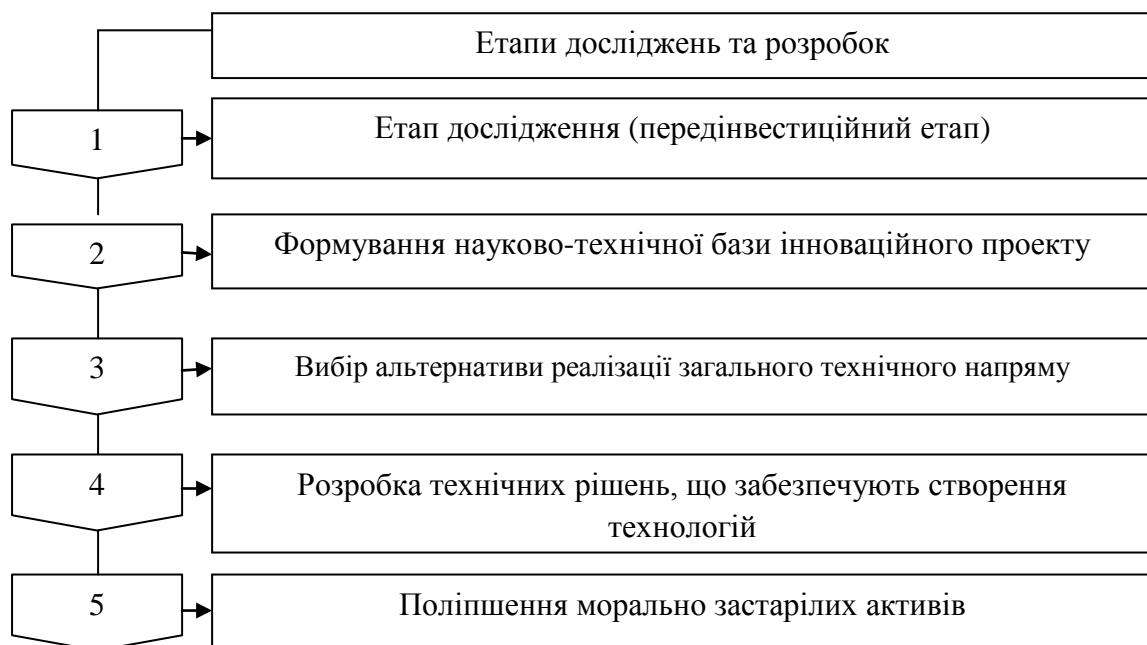 Етапи досліджень та розробок
1
Етап дослідження (передінвестиційний етап)
2
Формування науково-технічної бази інноваційного проекту
3
Вибір альтернативи реалізації загального технічного напряму
4
Розробка технічних рішень, що забезпечують створення
технологій
5
Поліпшення морально застарілих активів